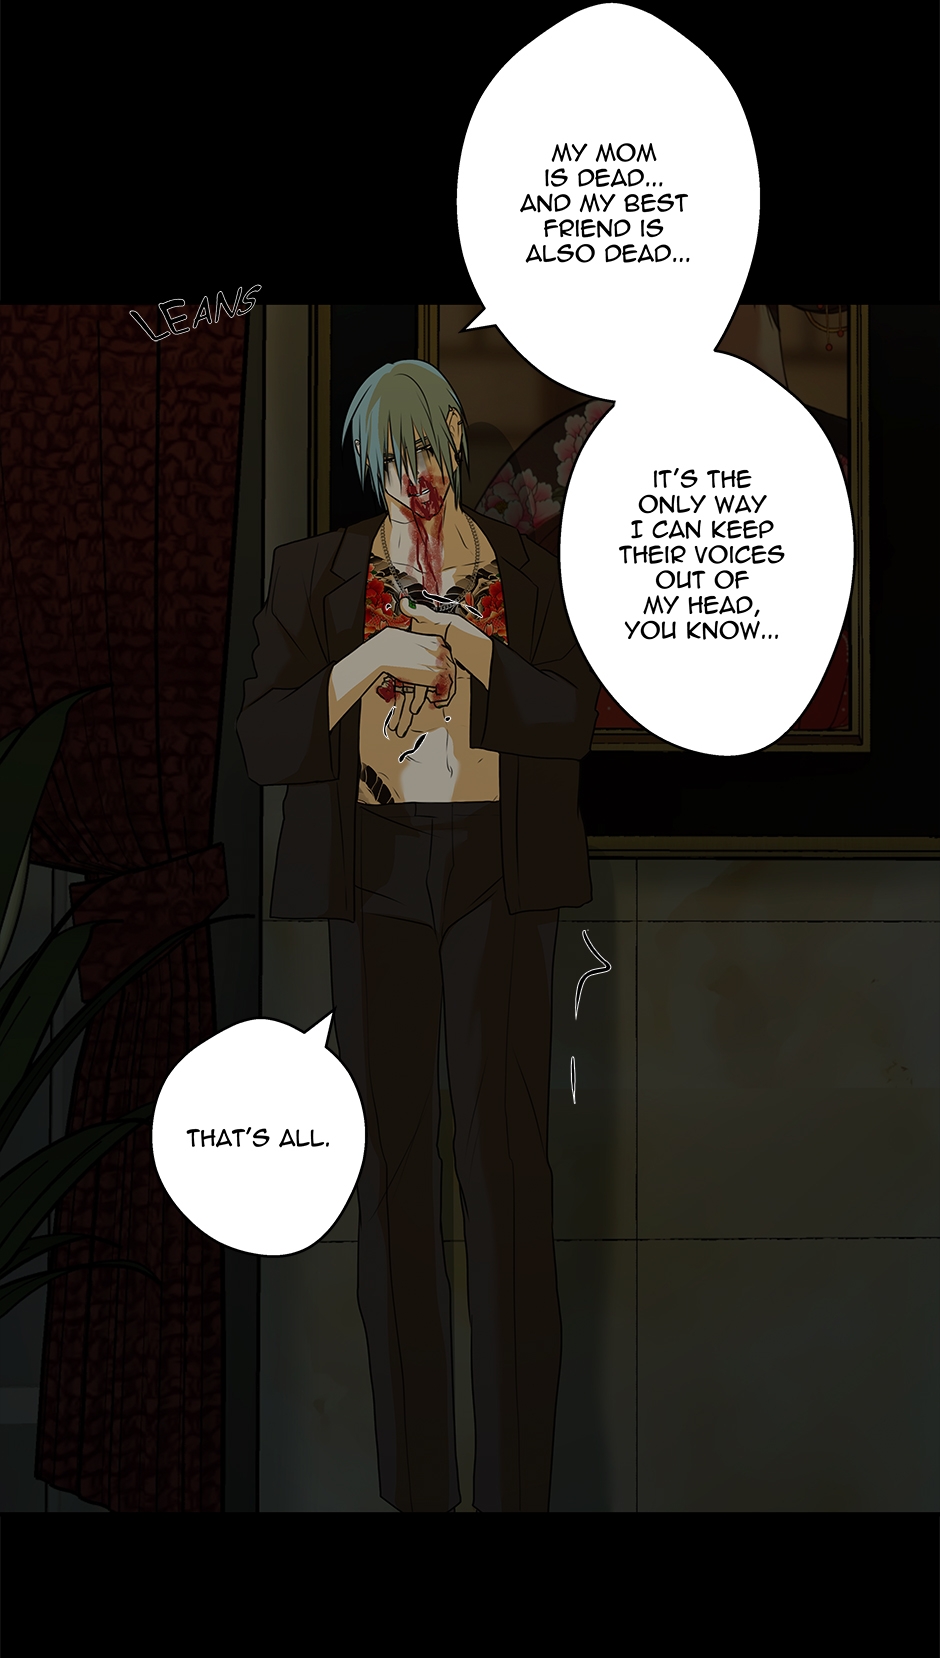 MY MOM
IS DEAD...
AND MY BEST
FRIEND IS
ALSO DEAD...
LEANS
IT'S THE
ONLY WAY
I CAN KEEP
THEIR VOICES
OUT OF
MY HEAD,
YOU KNOW...
THAT'S ALL.